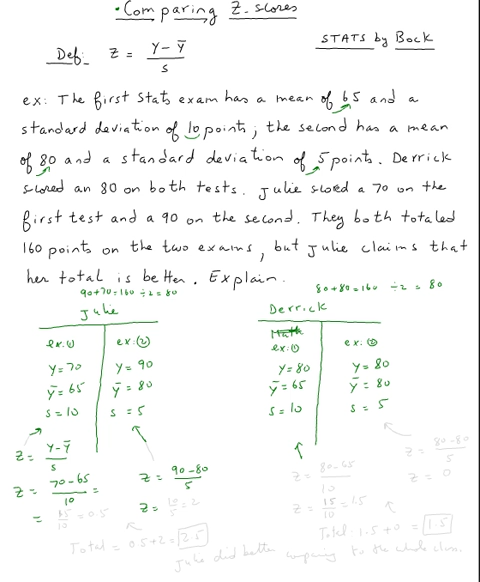 • Comparing Z-scores
STATS by Bock
Def: Z = y-ȳ / s
ex: The first Stats exam has a mean of 65 and a
standard deviation of 10 points; the second has a mean
of 80 and a standard deviation of 5 points. Derrick
scored an 80 on both tests. Julie scored a 70 on the
first test and a 90 on the second. They both totaled
160 points on the two exams, but Julie claims that
her total is better. Explain.
90+70=160 ÷2=80
80+80=160 ÷2 = 80
Julie
ex:① ex:②
y=70 y=90
ȳ=65 ȳ=80
s=10 s=5
Z= y-ȳ / s
Z= 70-65 / 10 =
= 0.5
Z= 90-80 / 5
Z= 10/5 = 2
Total = 0.5+2= 2.5
Derrick
Math
ex:① ex:②
y=80 y=80
ȳ=65 ȳ=80
s=10 s=5
Z= 80-65 / 10
Z= 15/10 = 1.5
Z= 80-80 / 5
Z= 0
Total: 1.5+0 = 1.5
Julie did better comparing to the whole class.